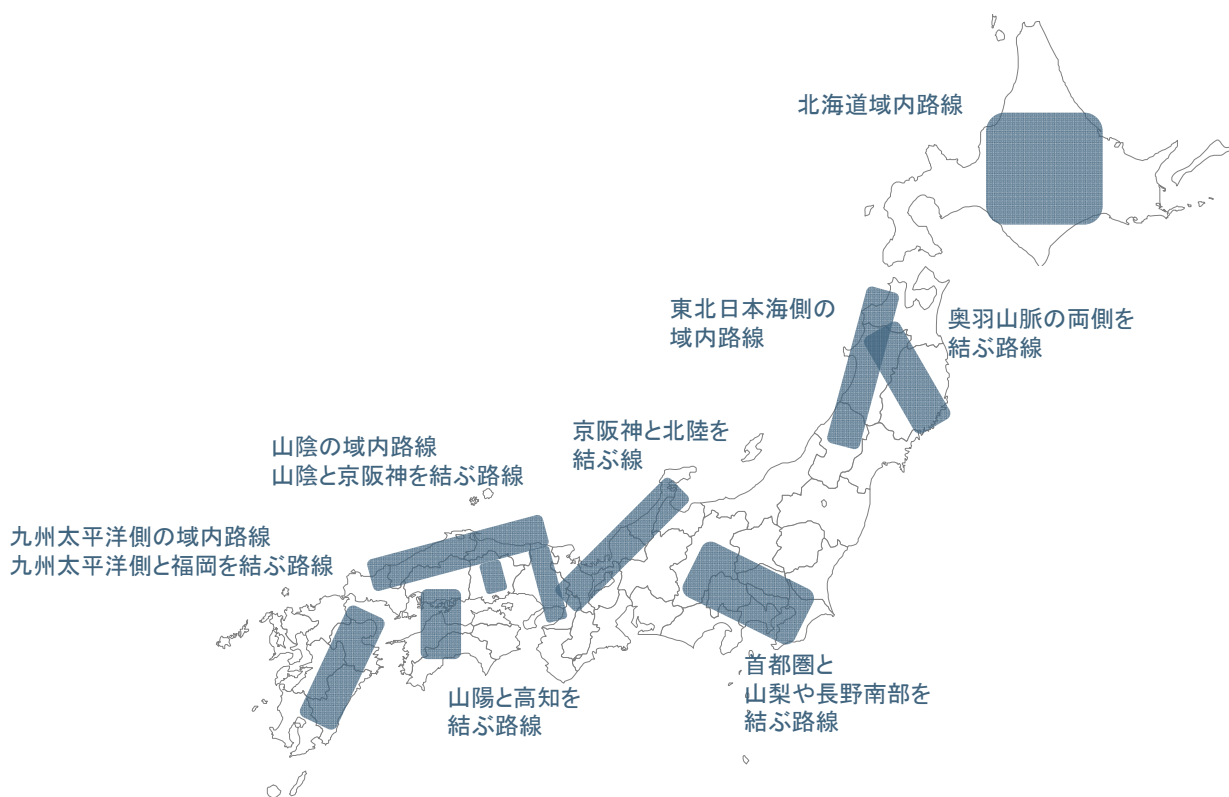 北海道域内路線
東北日本海側の
域内路線
奥羽山脈の両側を
結ぶ路線
京阪神と北陸を
結ぶ線
山陰の域内路線
山陰と京阪神を結ぶ路線
九州太平洋側の域内路線
九州太平洋側と福岡を結ぶ路線
山陽と高知を
結ぶ路線
首都圏と
山梨や長野南部を
結ぶ路線